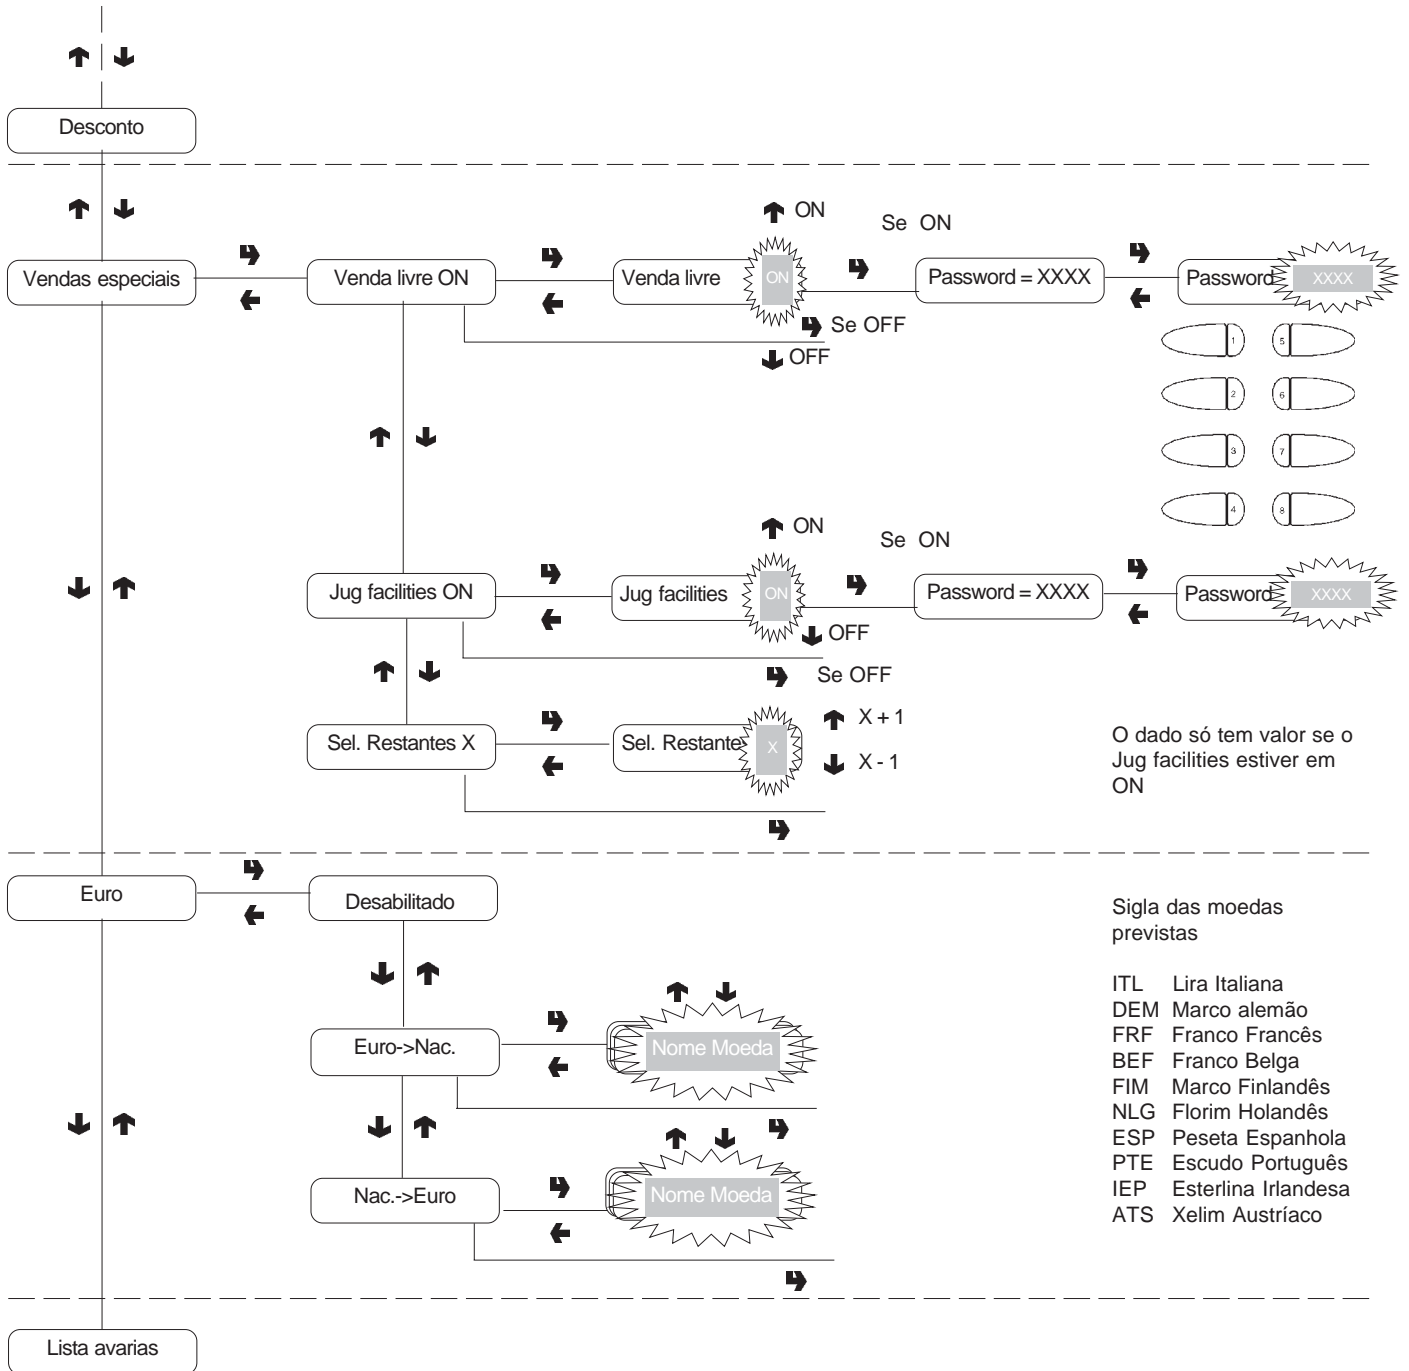 Desconto
ON
Se ON
Vendas especiais
Venda livre ON
Venda livre
ON
Password = XXXX
Password
XXXX
Se OFF
OFF
1
5
2
6
3
7
4
8
ON
Se ON
Jug facilities ON
Jug facilities
ON
Password = XXXX
Password
XXXX
OFF
Se OFF
Sel. Restantes X
Sel. Restante
X
X + 1
X - 1
O dado só tem valor se o
Jug facilities estiver em
ON
Euro
Desabilitado
Euro->Nac.
Nome Moeda
Nac.->Euro
Nome Moeda
Sigla das moedas
previstas
ITL Lira Italiana
DEM Marco alemão
FRF Franco Francês
BEF Franco Belga
FIM Marco Finlandês
NLG Florim Holandês
ESP Peseta Espanhola
PTE Escudo Português
IEP Esterlina Irlandesa
ATS Xelim Austríaco
Lista avarias